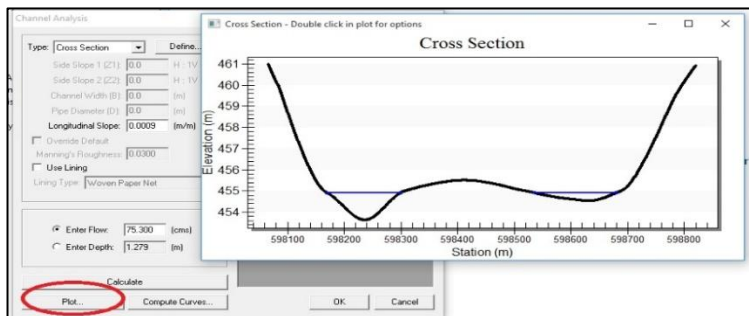 Channel Analysis
Type: Cross Section Define...
Side Slope 1 (Z1): 0.0 H : 1V
Side Slope 2 (Z2): 0.0 H : 1V
Channel Width (B): 0.0 (m)
Pipe Diameter (D): 0.0 (m)
Longitudinal Slope: 0.0009 (m/m)
Override Default
Manning's Roughness: 0.0300
Use Lining
Lining Type: Woven Paper Net
Enter Flow: 75.300 (cms)
Enter Depth: 1.279 (m)
Calculate
Plot... Compute Curves... OK Cancel
Cross Section - Double click in plot for options
Cross Section
Elevation (m)
461
460
459
458
457
456
455
454
598100 598200 598300 598400 598500 598600 598700 598800
Station (m)